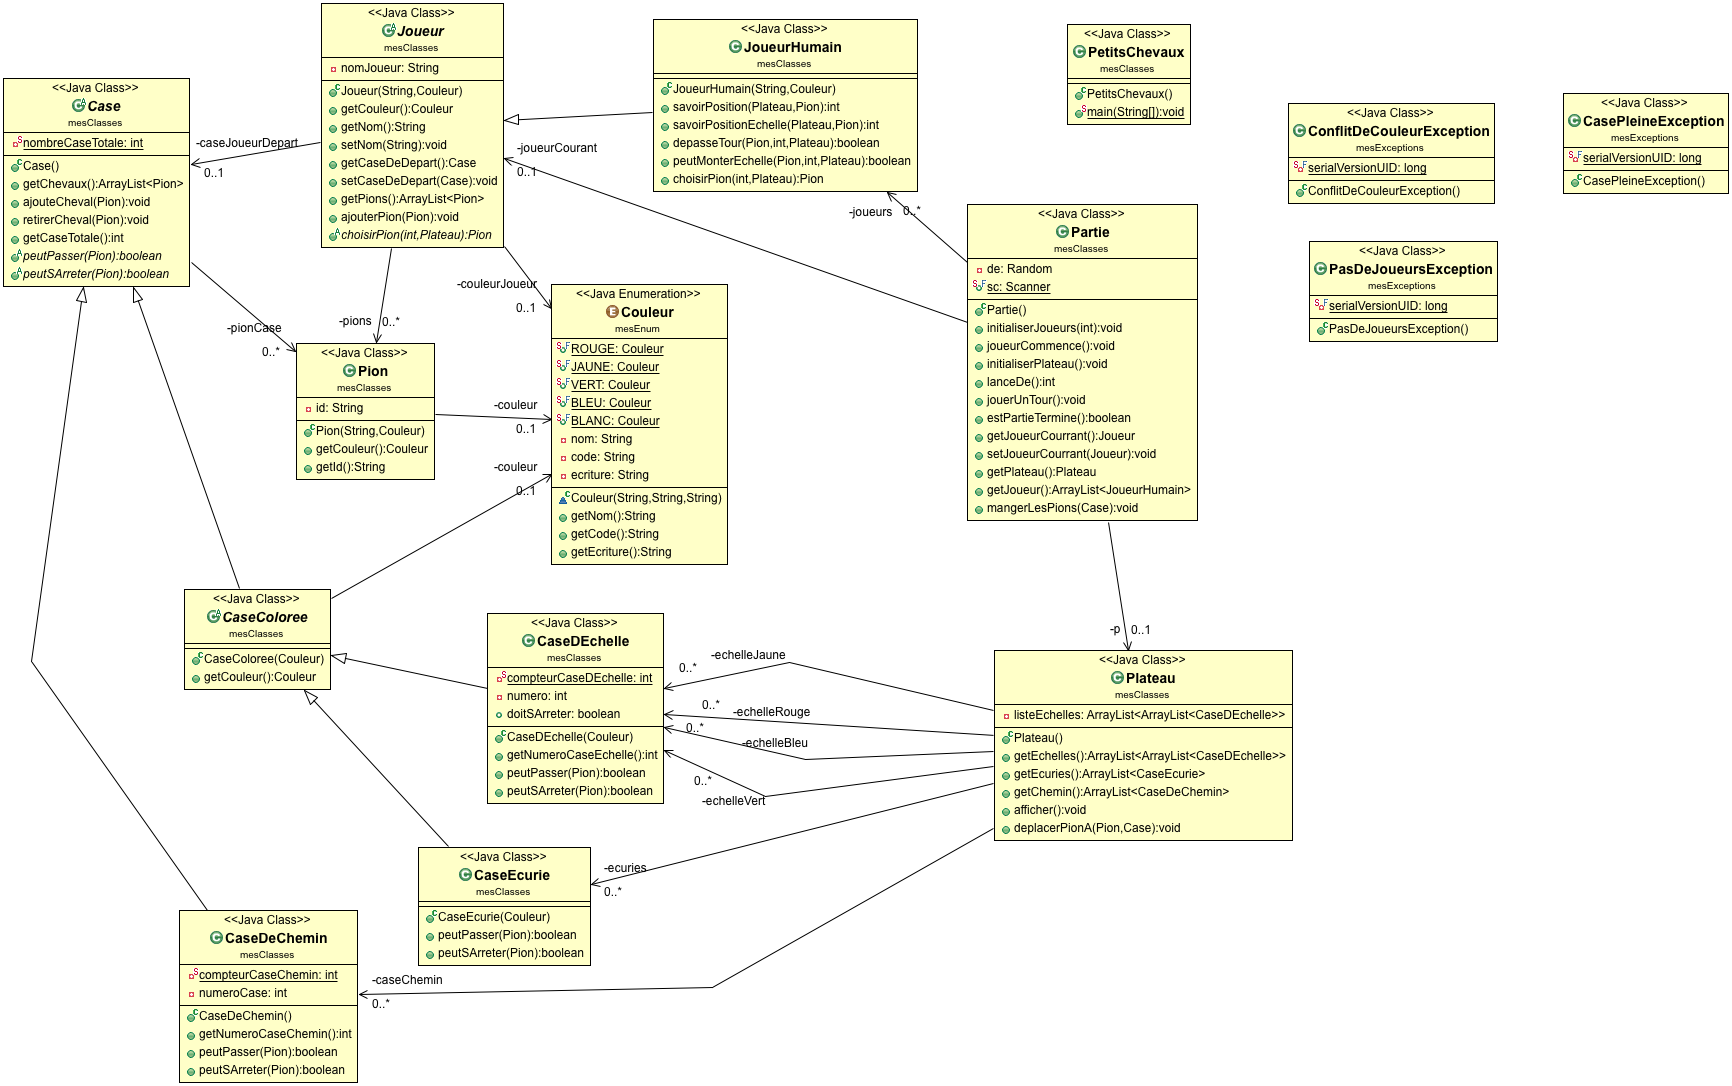 <<Java Class>>
Case
mesClasses
nombreCaseTotale: int
Case()
getChevaux():ArrayList<Pion>
ajouteCheval(Pion):void
retirerCheval(Pion):void
getCaseTotale():int
peutPasser(Pion):boolean
peutSArreter(Pion):boolean
-caseJoueurDepart
0..1
<<Java Class>>
Joueur
mesClasses
nomJoueur: String
Joueur(String,Couleur)
getCouleur():Couleur
getNom():String
setNom(String):void
getCaseDeDepart():Case
setCaseDeDepart(Case):void
getPions():ArrayList<Pion>
ajouterPion(Pion):void
choisirPion(int,Plateau):Pion
<<Java Class>>
JoueurHumain
mesClasses
JoueurHumain(String,Couleur)
savoirPosition(Plateau,Pion):int
savoirPositionEchelle(Plateau,Pion):int
depasseTour(Pion,int,Plateau):boolean
peutMonterEchelle(Pion,int,Plateau):boolean
choisirPion(int,Plateau):Pion
-joueurCourant
0..1
-joueurs
0..*
<<Java Class>>
PetitsChevaux
mesClasses
PetitsChevaux()
main(String[]):void
<<Java Class>>
ConflitDeCouleurException
mesExceptions
serialVersionUID: long
ConflitDeCouleurException()
<<Java Class>>
CasePleineException
mesExceptions
serialVersionUID: long
CasePleineException()
<<Java Class>>
PasDeJoueursException
mesExceptions
serialVersionUID: long
PasDeJoueursException()
<<Java Class>>
Partie
mesClasses
de: Random
sc: Scanner
Partie()
initialiserJoueurs(int):void
joueurCommence():void
initialiserPlateau():void
lanceDe():int
jouerUnTour():void
estPartieTermine():boolean
getJoueurCourrant():Joueur
setJoueurCourrant(Joueur):void
getPlateau():Plateau
getJoueur():ArrayList<JoueurHumain>
mangerLesPions(Case):void
-pionCase
0..*
-pions
0..*
-couleurJoueur
0..1
<<Java Class>>
Pion
mesClasses
id: String
Pion(String,Couleur)
getCouleur():Couleur
getId():String
-couleur
0..1
-couleur
0..1
<<Java Enumeration>>
Couleur
mesEnum
ROUGE: Couleur
JAUNE: Couleur
VERT: Couleur
BLEU: Couleur
BLANC: Couleur
nom: String
code: String
ecriture: String
Couleur(String,String,String)
getNom():String
getCode():String
getEcriture():String
<<Java Class>>
CaseColoree
mesClasses
CaseColoree(Couleur)
getCouleur():Couleur
<<Java Class>>
CaseDEchelle
mesClasses
compteurCaseDEchelle: int
numero: int
doitSArreter: boolean
CaseDEchelle(Couleur)
getNumeroCaseEchelle():int
peutPasser(Pion):boolean
peutSArreter(Pion):boolean
-echelleJaune
0..*
-echelleRouge
0..*
-echelleBleu
0..*
-echelleVert
0..*
-p
0..1
<<Java Class>>
Plateau
mesClasses
listeEchelles: ArrayList<ArrayList<CaseDEchelle>>
Plateau()
getEchelles():ArrayList<ArrayList<CaseDEchelle>>
getEcuries():ArrayList<CaseEcurie>
getChemin():ArrayList<CaseDeChemin>
afficher():void
deplacerPionA(Pion,Case):void
<<Java Class>>
CaseEcurie
mesClasses
CaseEcurie(Couleur)
peutPasser(Pion):boolean
peutSArreter(Pion):boolean
-ecuries
0..*
<<Java Class>>
CaseDeChemin
mesClasses
compteurCaseChemin: int
numeroCase: int
CaseDeChemin()
getNumeroCaseChemin():int
peutPasser(Pion):boolean
peutSArreter(Pion):boolean
-caseChemin
0..*